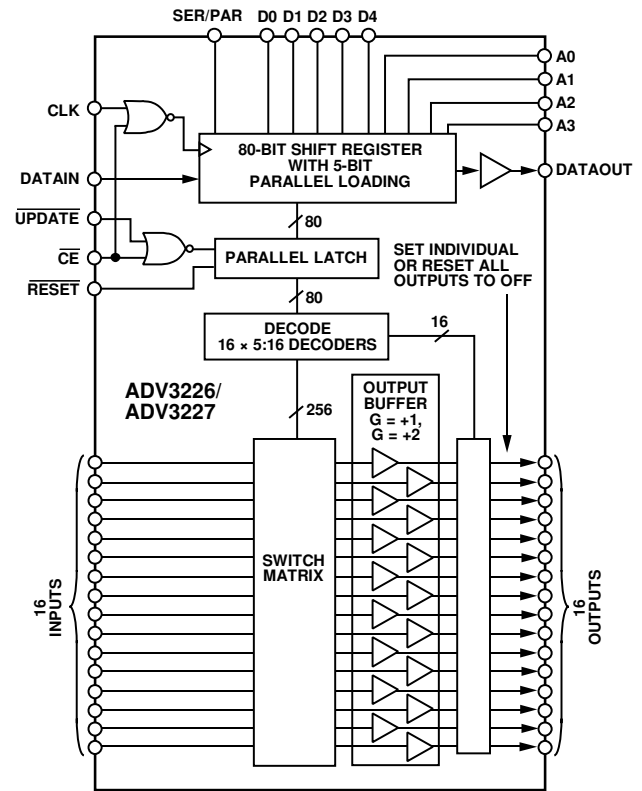 SER/PAR D0 D1 D2 D3 D4
A0
A1
A2
A3
CLK
80-BIT SHIFT REGISTER
WITH 5-BIT
PARALLEL LOADING
DATAIN
DATAOUT
UPDATE
80
CE
PARALLEL LATCH
SET INDIVIDUAL
OR RESET ALL
OUTPUTS TO OFF
RESET
80
DECODE
16 × 5:16 DECODERS
16
ADV3226/
ADV3227
256
OUTPUT
BUFFER
G = +1,
G = +2
SWITCH
MATRIX
16
INPUTS
16
OUTPUTS